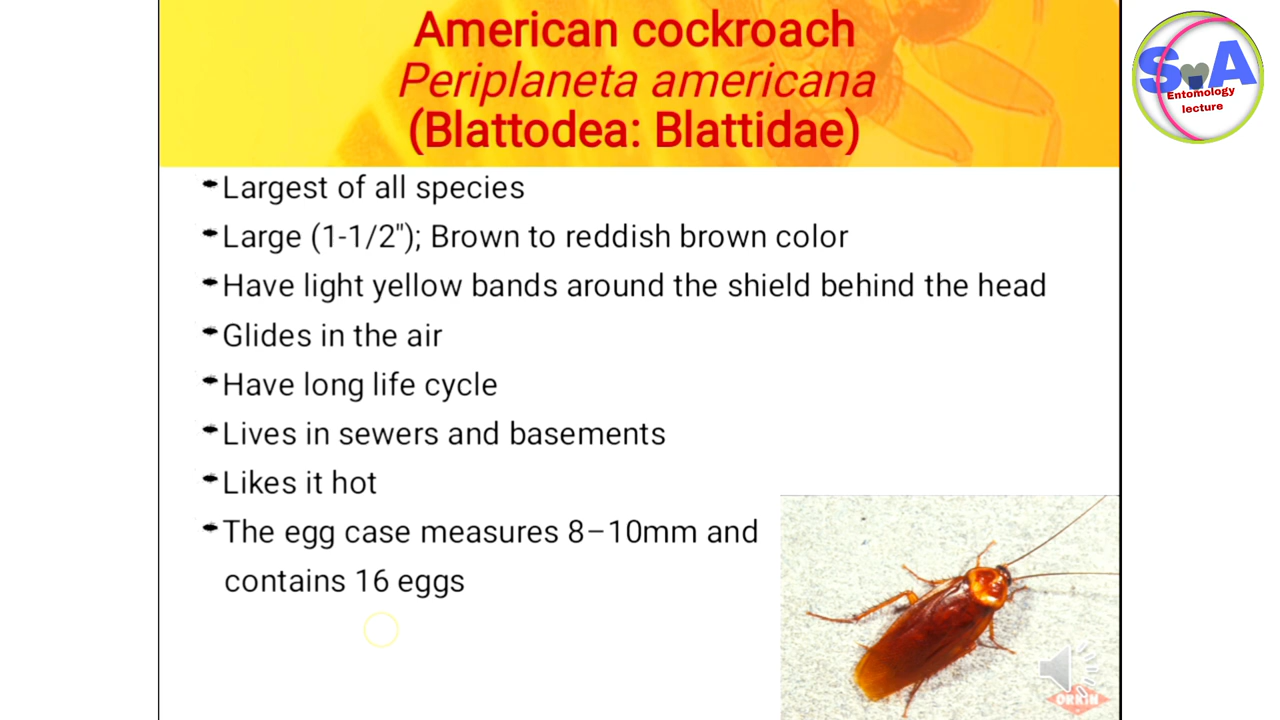 American cockroach
Periplaneta americana
(Blattodea: Blattidae)
Largest of all species
Large (1-1/2"); Brown to reddish brown color
Have light yellow bands around the shield behind the head
Glides in the air
Have long life cycle
Lives in sewers and basements
Likes it hot
The egg case measures 8–10mm and
contains 16 eggs
SMA
Entomology
lecture
ORKIN